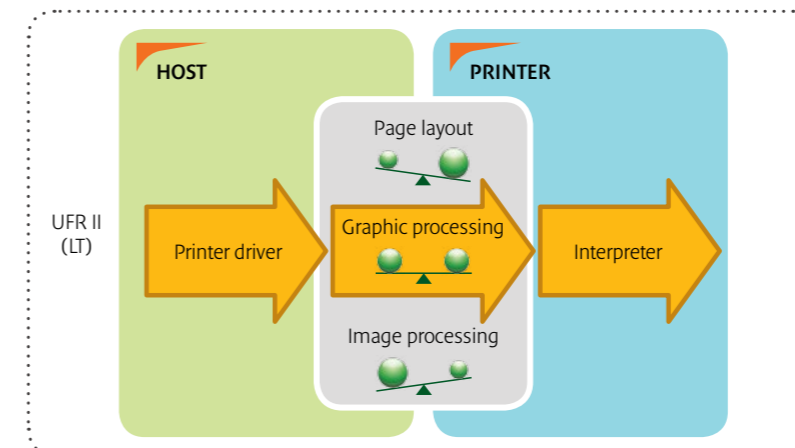 HOST
PRINTER
Page layout
UFR II
(LT)
Printer driver
Graphic processing
Interpreter
Image processing